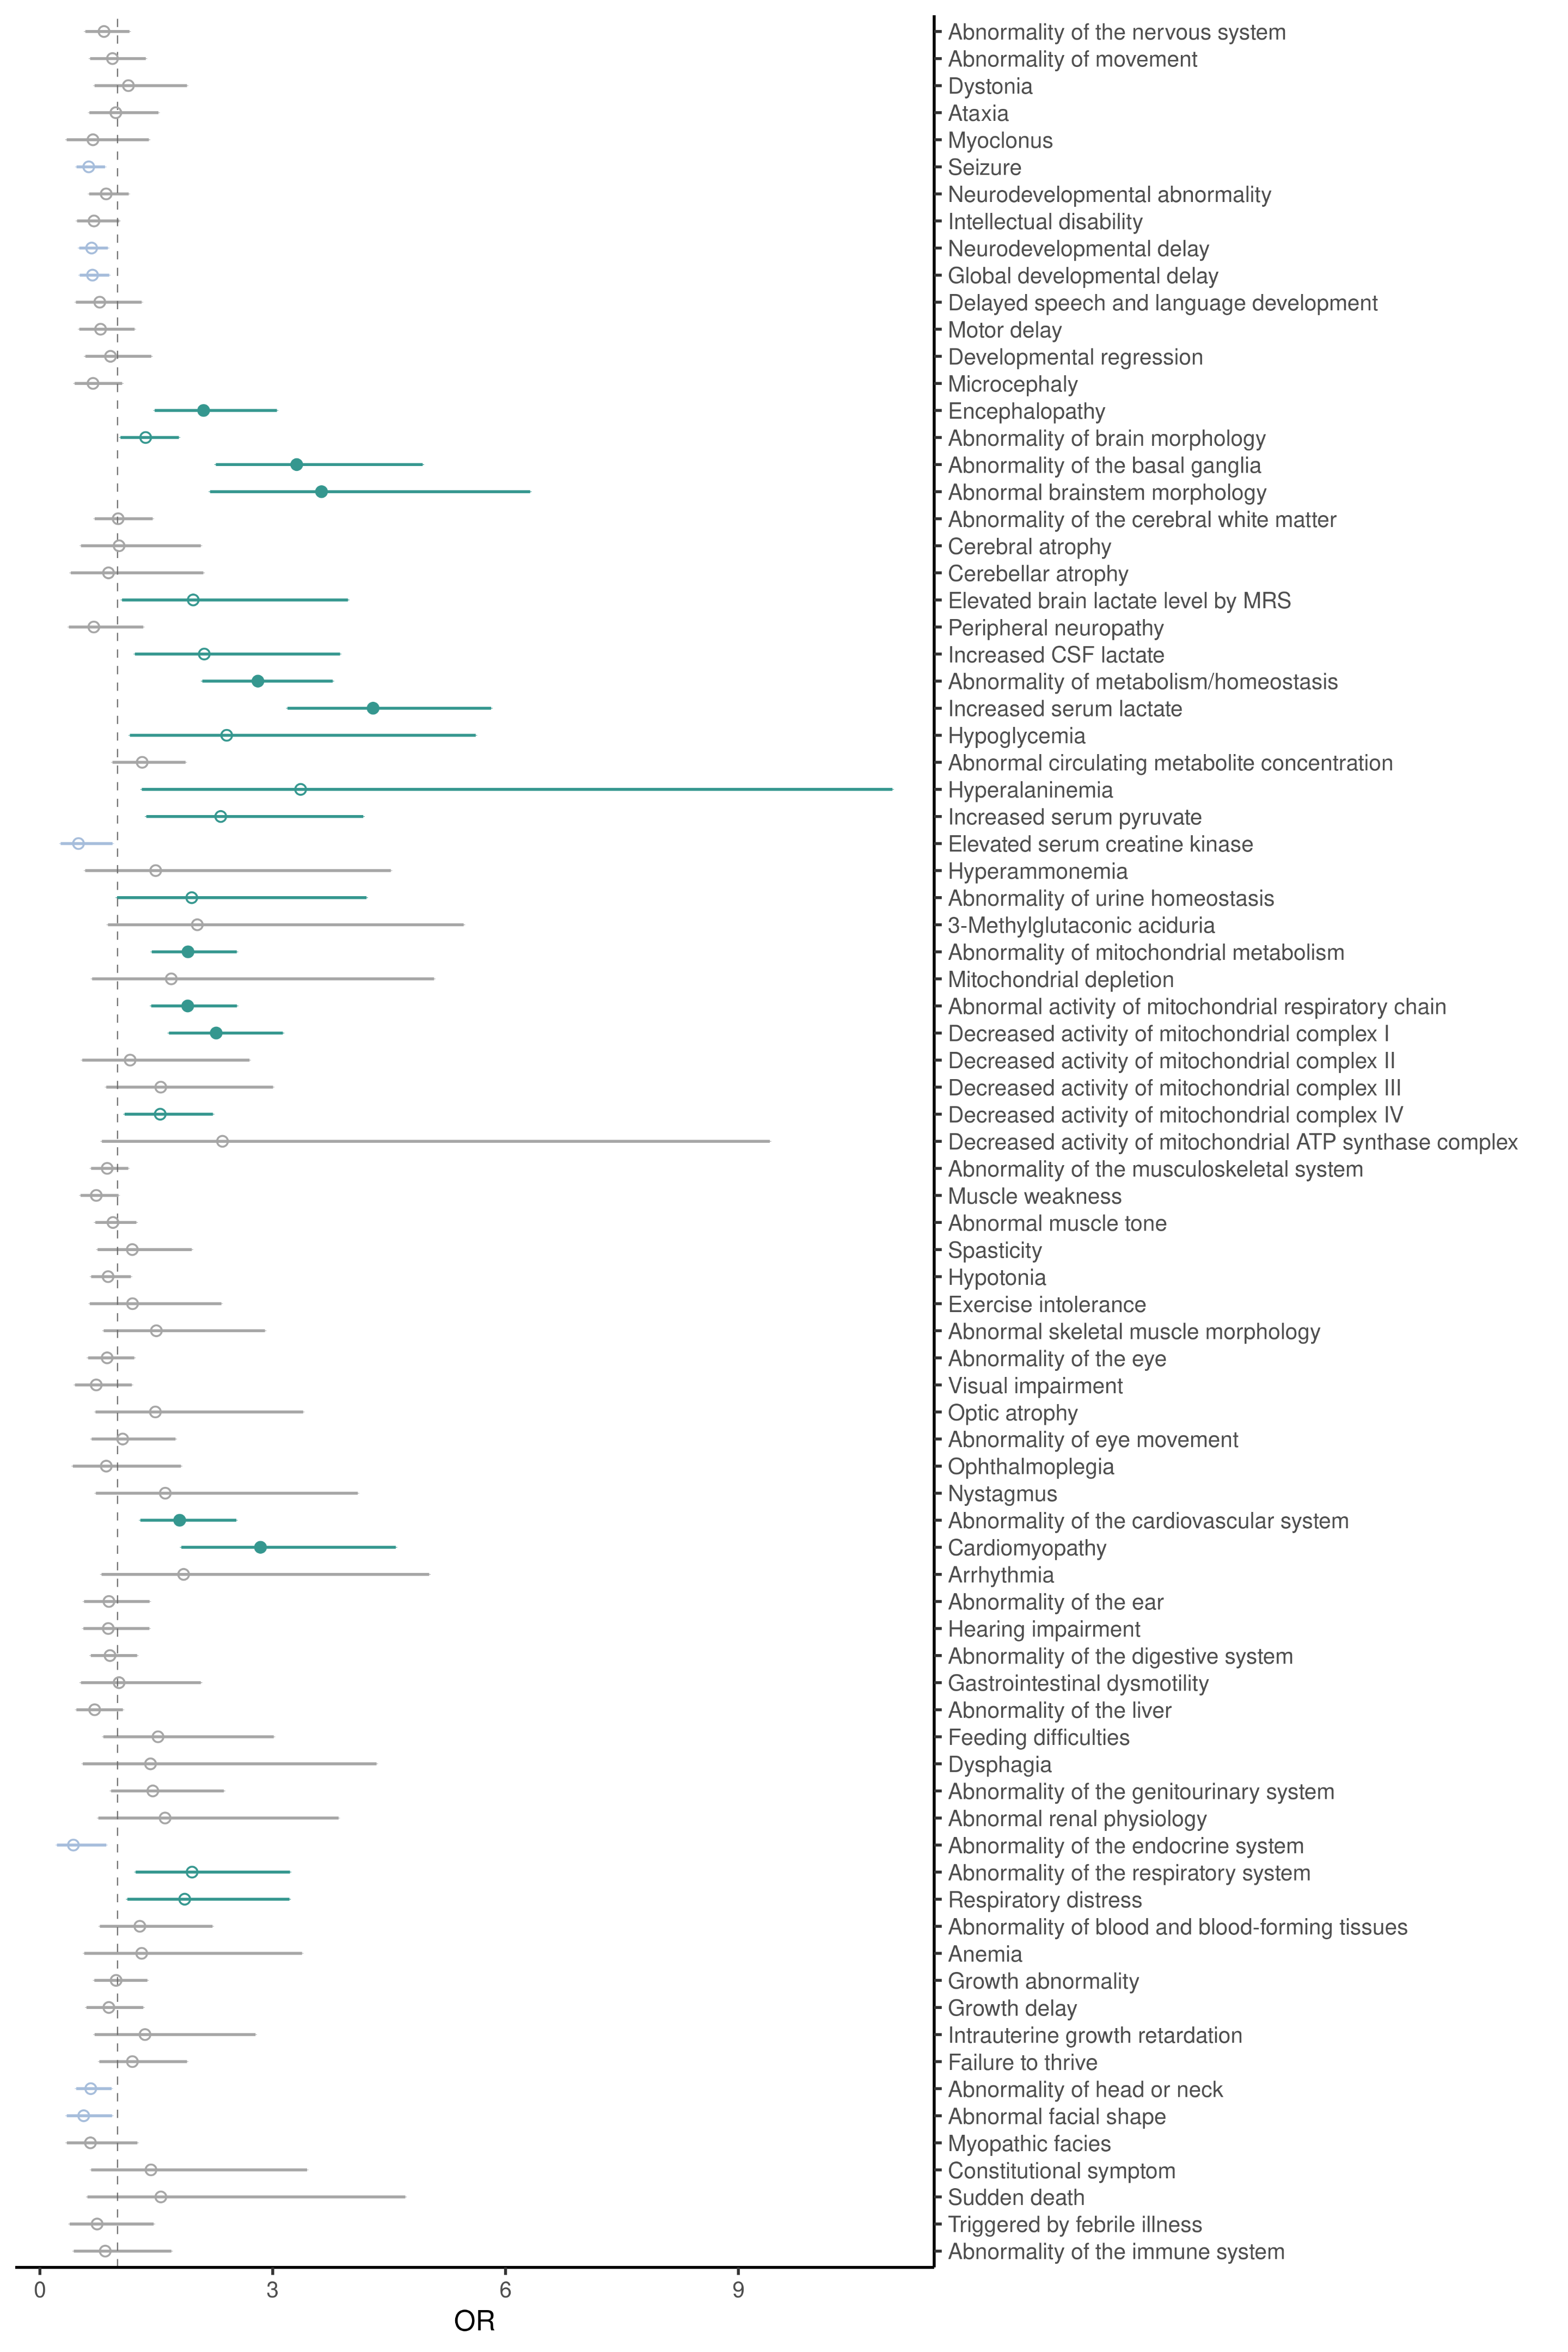 Abnormality of the nervous system
Abnormality of movement
Dystonia
Ataxia
Myoclonus
Seizure
Neurodevelopmental abnormality
Intellectual disability
Neurodevelopmental delay
Global developmental delay
Delayed speech and language development
Motor delay
Developmental regression
Microcephaly
Encephalopathy
Abnormality of brain morphology
Abnormality of the basal ganglia
Abnormal brainstem morphology
Abnormality of the cerebral white matter
Cerebral atrophy
Cerebellar atrophy
Elevated brain lactate level by MRS
Peripheral neuropathy
Increased CSF lactate
Abnormality of metabolism/homeostasis
Increased serum lactate
Hypoglycemia
Abnormal circulating metabolite concentration
Hyperalaninemia
Increased serum pyruvate
Elevated serum creatine kinase
Hyperammonemia
Abnormality of urine homeostasis
3-Methylglutaconic aciduria
Abnormality of mitochondrial metabolism
Mitochondrial depletion
Abnormal activity of mitochondrial respiratory chain
Decreased activity of mitochondrial complex I
Decreased activity of mitochondrial complex II
Decreased activity of mitochondrial complex III
Decreased activity of mitochondrial complex IV
Decreased activity of mitochondrial ATP synthase complex
Abnormality of the musculoskeletal system
Muscle weakness
Abnormal muscle tone
Spasticity
Hypotonia
Exercise intolerance
Abnormal skeletal muscle morphology
Abnormality of the eye
Visual impairment
Optic atrophy
Abnormality of eye movement
Ophthalmoplegia
Nystagmus
Abnormality of the cardiovascular system
Cardiomyopathy
Arrhythmia
Abnormality of the ear
Hearing impairment
Abnormality of the digestive system
Gastrointestinal dysmotility
Abnormality of the liver
Feeding difficulties
Dysphagia
Abnormality of the genitourinary system
Abnormal renal physiology
Abnormality of the endocrine system
Abnormality of the respiratory system
Respiratory distress
Abnormality of blood and blood-forming tissues
Anemia
Growth abnormality
Growth delay
Intrauterine growth retardation
Failure to thrive
Abnormality of head or neck
Abnormal facial shape
Myopathic facies
Constitutional symptom
Sudden death
Triggered by febrile illness
Abnormality of the immune system
0 3 6 9
OR